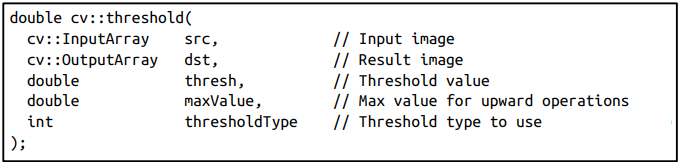 double cv::threshold(
  cv::InputArray    src,            // Input image
  cv::OutputArray   dst,            // Result image
  double            thresh,         // Threshold value
  double            maxValue,       // Max value for upward operations
  int               thresholdType   // Threshold type to use
);